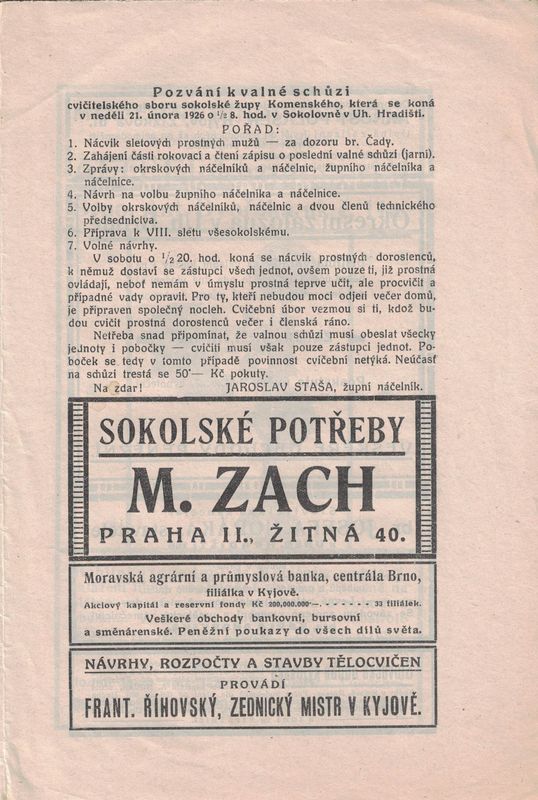 Pozvání k valné schůzi
cvičitelského sboru sokolské župy Komenského, která se koná
v neděli 21. února 1926 o ½ 8. hod. v Sokolovně v Uh. Hradišti.
POŘAD:
1. Nácvik sletových prostných mužů — za dozoru br. Čady.
2. Zahájení části rokovací a čtení zápisu o poslední valné schůzi (jarní).
3. Zprávy: okrskových náčelníků a náčelnic, župního náčelníka a
náčelnice.
4. Návrh na volbu župního náčelníka a náčelnice.
5. Volby okrskových náčelníků, náčelnic a dvou členů technického
předsednictva.
6. Příprava k VIII. slétu všesokolskému.
7. Volné návrhy.
V sobotu o ½20. hod. koná se nácvik prostných dorostenců,
k němuž dostaví se zástupci všech jednot, ovšem pouze ti, již prostná
ovládají, neboť nemám v úmyslu prostná teprve učit, ale procvičit a
případné vady opravit. Pro ty, kteří nebudou moci odjeti večer domů,
je připraven společný nocleh. Cvičební úbor vezmou si ti, kdož bu-
dou cvičit prostná dorostenců večer i členská ráno.
Netřeba snad připomínat, že valnou schůzi musí obeslat všecky
jednoty i pobočky — cvičiti musí však pouze zástupci jednot. Po-
boček se tedy v tomto případě povinnost cvičební netýká. Neúčasť
na schůzi trestá se 50'— Kč pokuty.
Na zdar! JAROSLAV STAŠA, župní náčelník.
SOKOLSKÉ POTŘEBY
M. ZACH
PRAHA II., ŽITNÁ 40.
Moravská agrární a průmyslová banka, centrála Brno,
filiálka v Kyjově.
Akciový kapitál a reservní fondy Kč 200,000.000'—. - - - - - - - 33 filiálek.
Veškeré obchody bankovní, bursovní
a směnárenské. Peněžní poukazy do všech dílů světa.
NÁVRHY, ROZPOČTY A STAVBY TĚLOCVIČEN
PROVÁDÍ
FRANT. ŘÍHOVSKÝ, ZEDNICKÝ MISTR V KYJOVĚ.